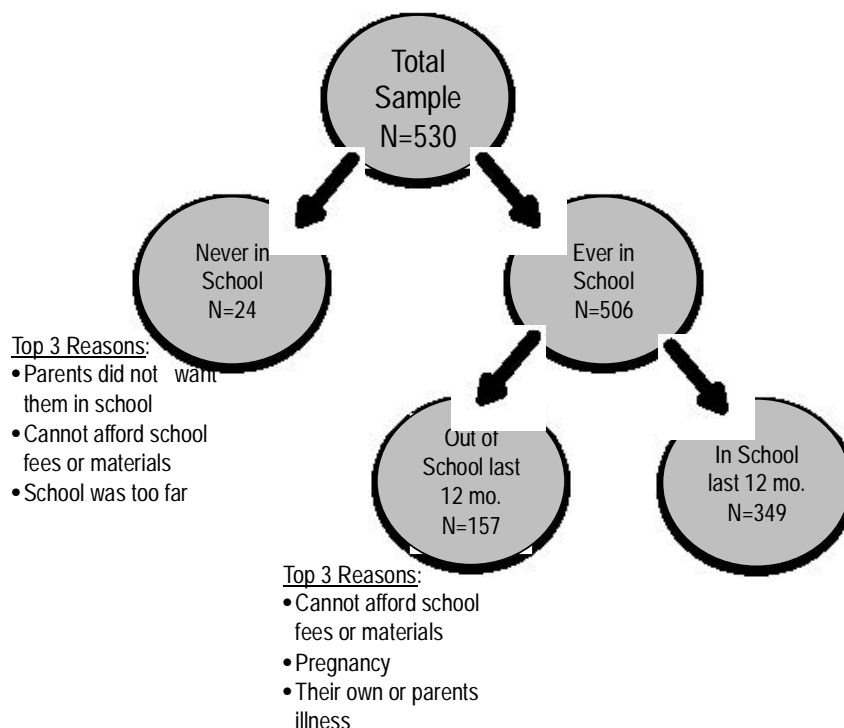 Total
Sample
N=530
Never in
School
N=24
Ever in
School
N=506
Top 3 Reasons:
• Parents did not want
them in school
• Cannot afford school
fees or materials
• School was too far
Out of
School last
12 mo.
N=157
In School
last 12 mo.
N=349
Top 3 Reasons:
• Cannot afford school
fees or materials
• Pregnancy
• Their own or parents
illness